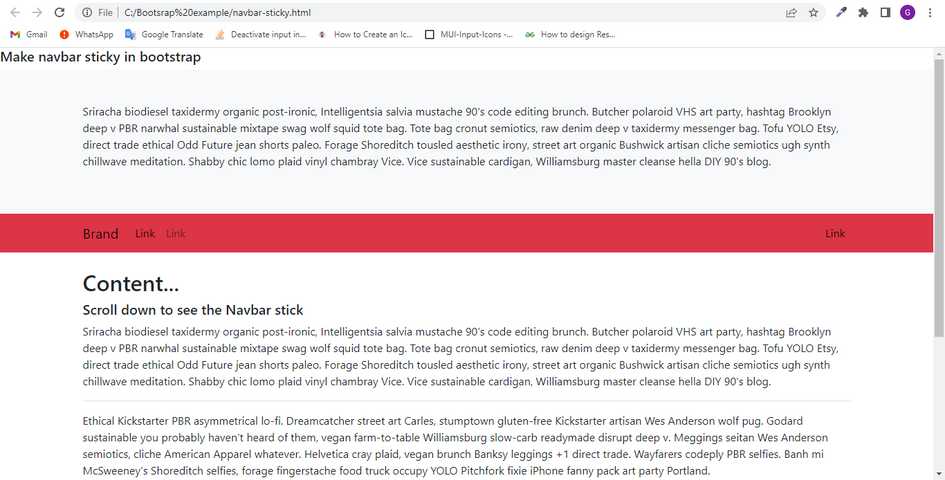 File
C:/Bootsrap%20example/navbar-sticky.html
G
Gmail
WhatsApp
Google Translate
Deactivate input in...
How to Create an Ic...
MUI-Input-Icons -...
How to design Res...
Make navbar sticky in bootstrap
Sriracha biodiesel taxidermy organic post-ironic, Intelligentsia salvia mustache 90's code editing brunch. Butcher polaroid VHS art party, hashtag Brooklyn
deep v PBR narwhal sustainable mixtape swag wolf squid tote bag. Tote bag cronut semiotics, raw denim deep v taxidermy messenger bag. Tofu YOLO Etsy,
direct trade ethical Odd Future jean shorts paleo. Forage Shoreditch tousled aesthetic irony, street art organic Bushwick artisan cliche semiotics ugh synth
chillwave meditation. Shabby chic lomo plaid vinyl chambray Vice. Vice sustainable cardigan, Williamsburg master cleanse hella DIY 90's blog.
Brand Link Link Link
Content...
Scroll down to see the Navbar stick
Sriracha biodiesel taxidermy organic post-ironic, Intelligentsia salvia mustache 90's code editing brunch. Butcher polaroid VHS art party, hashtag Brooklyn
deep v PBR narwhal sustainable mixtape swag wolf squid tote bag. Tote bag cronut semiotics, raw denim deep v taxidermy messenger bag. Tofu YOLO Etsy,
direct trade ethical Odd Future jean shorts paleo. Forage Shoreditch tousled aesthetic irony, street art organic Bushwick artisan cliche semiotics ugh synth
chillwave meditation. Shabby chic lomo plaid vinyl chambray Vice. Vice sustainable cardigan, Williamsburg master cleanse hella DIY 90's blog.
Ethical Kickstarter PBR asymmetrical lo-fi. Dreamcatcher street art Carles, stumptown gluten-free Kickstarter artisan Wes Anderson wolf pug. Godard
sustainable you probably haven't heard of them, vegan farm-to-table Williamsburg slow-carb readymade disrupt deep v. Meggings seitan Wes Anderson
semiotics, cliche American Apparel whatever. Helvetica cray plaid, vegan brunch Banksy leggings +1 direct trade. Wayfarers codeply PBR selfies. Banh mi
McSweeney's Shoreditch selfies, forage fingerstache food truck occupy YOLO Pitchfork fixie iPhone fanny pack art party Portland.